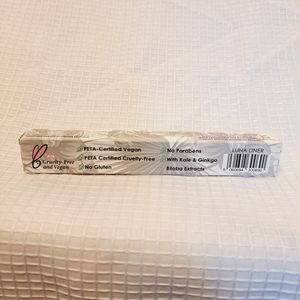 Cruelty-Free
and Vegan
PETA-Certified Vegan
PETA Certified Cruelty-Free
No Gluten
No Parabens
With Kale & Ginkgo
Biloba Extracts
LUNA LINER